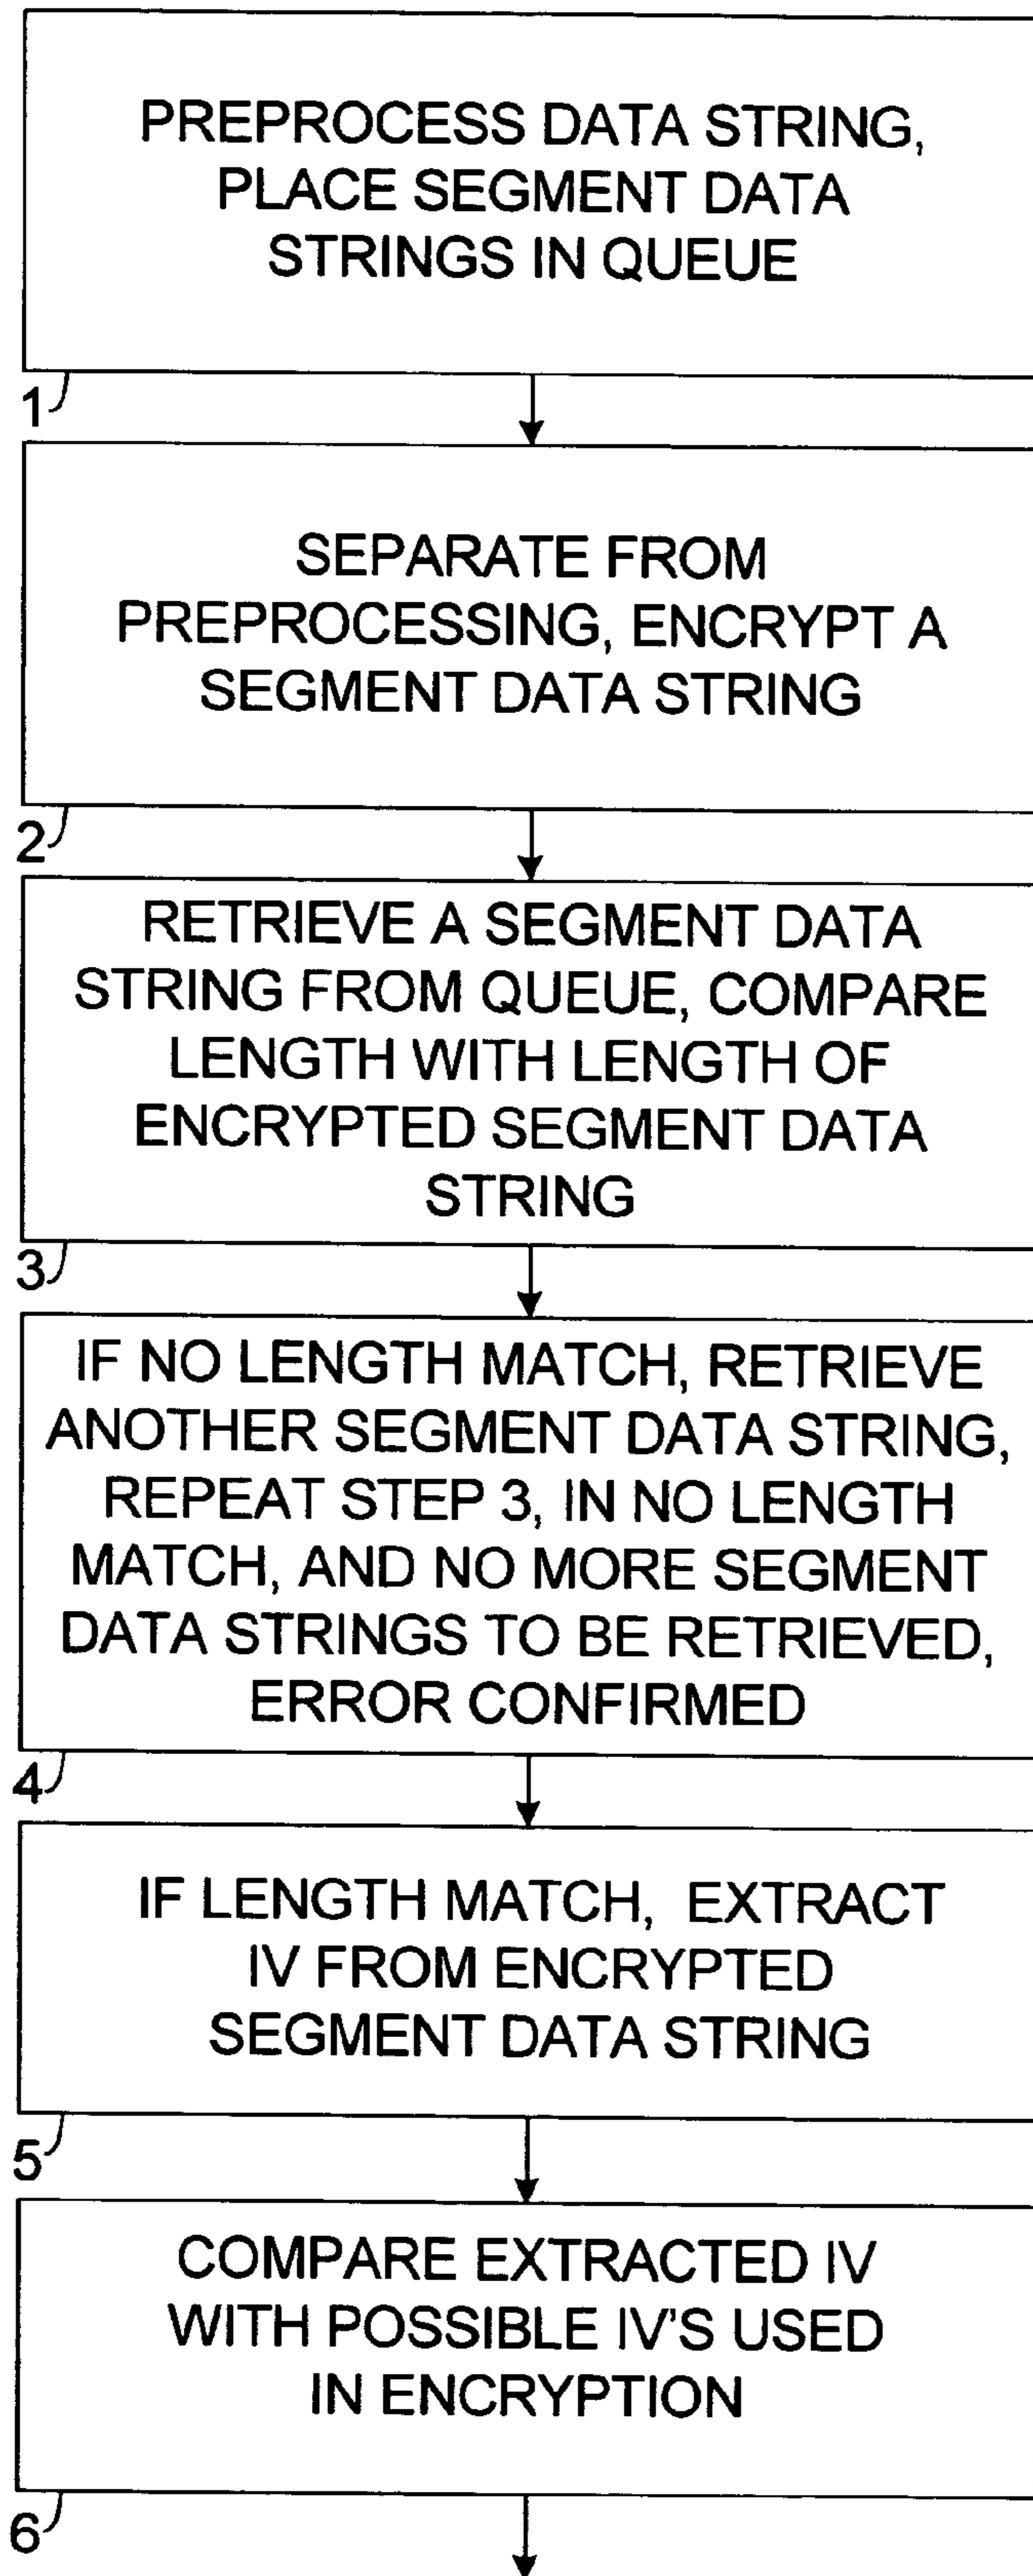 PREPROCESS DATA STRING,
PLACE SEGMENT DATA
STRINGS IN QUEUE
1
SEPARATE FROM
PREPROCESSING, ENCRYPT A
SEGMENT DATA STRING
2
RETRIEVE A SEGMENT DATA
STRING FROM QUEUE, COMPARE
LENGTH WITH LENGTH OF
ENCRYPTED SEGMENT DATA
STRING
3
IF NO LENGTH MATCH, RETRIEVE
ANOTHER SEGMENT DATA STRING,
REPEAT STEP 3, IN NO LENGTH
MATCH, AND NO MORE SEGMENT
DATA STRINGS TO BE RETRIEVED,
ERROR CONFIRMED
4
IF LENGTH MATCH, EXTRACT
IV FROM ENCRYPTED
SEGMENT DATA STRING
5
COMPARE EXTRACTED IV
WITH POSSIBLE IV'S USED
IN ENCRYPTION
6